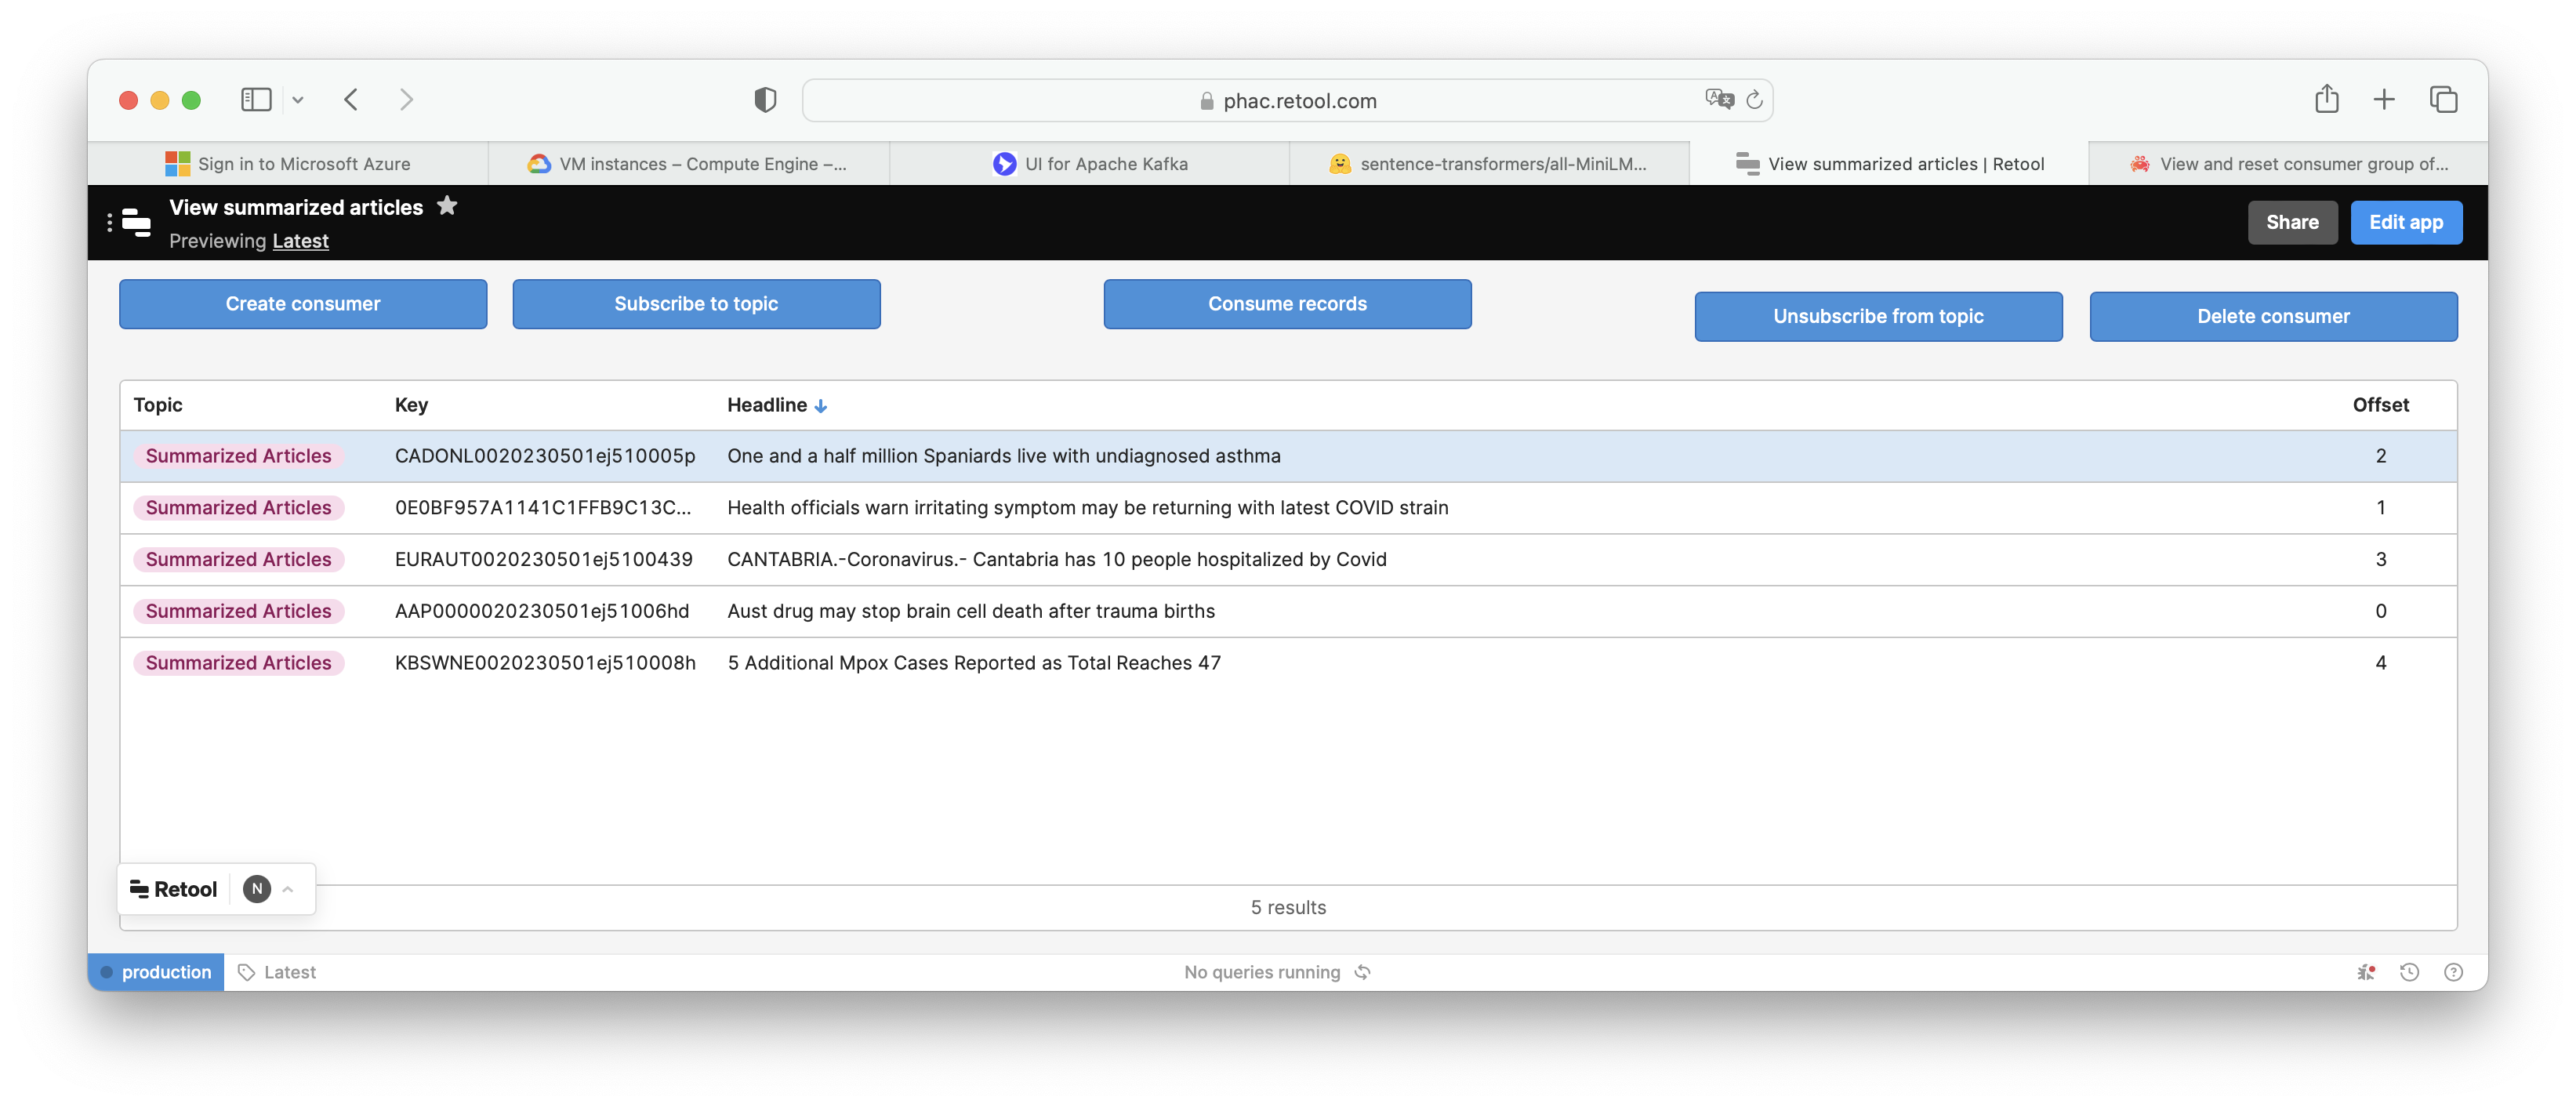 phac.retool.com
Sign in to Microsoft Azure
VM instances – Compute Engine –...
UI for Apache Kafka
sentence-transformers/all-MiniLM...
View summarized articles | Retool
View and reset consumer group of...
View summarized articles
Previewing Latest
Share
Edit app
Create consumer
Subscribe to topic
Consume records
Unsubscribe from topic
Delete consumer
Topic Key Headline Offset
Summarized Articles CADONL0020230501ej510005p One and a half million Spaniards live with undiagnosed asthma 2
Summarized Articles 0E0BF957A1141C1FFB9C13C... Health officials warn irritating symptom may be returning with latest COVID strain 1
Summarized Articles EURAUT0020230501ej5100439 CANTABRIA.-Coronavirus.- Cantabria has 10 people hospitalized by Covid 3
Summarized Articles AAP0000020230501ej51006hd Aust drug may stop brain cell death after trauma births 0
Summarized Articles KBSWNE0020230501ej510008h 5 Additional Mpox Cases Reported as Total Reaches 47 4
Retool N
5 results
production
Latest
No queries running